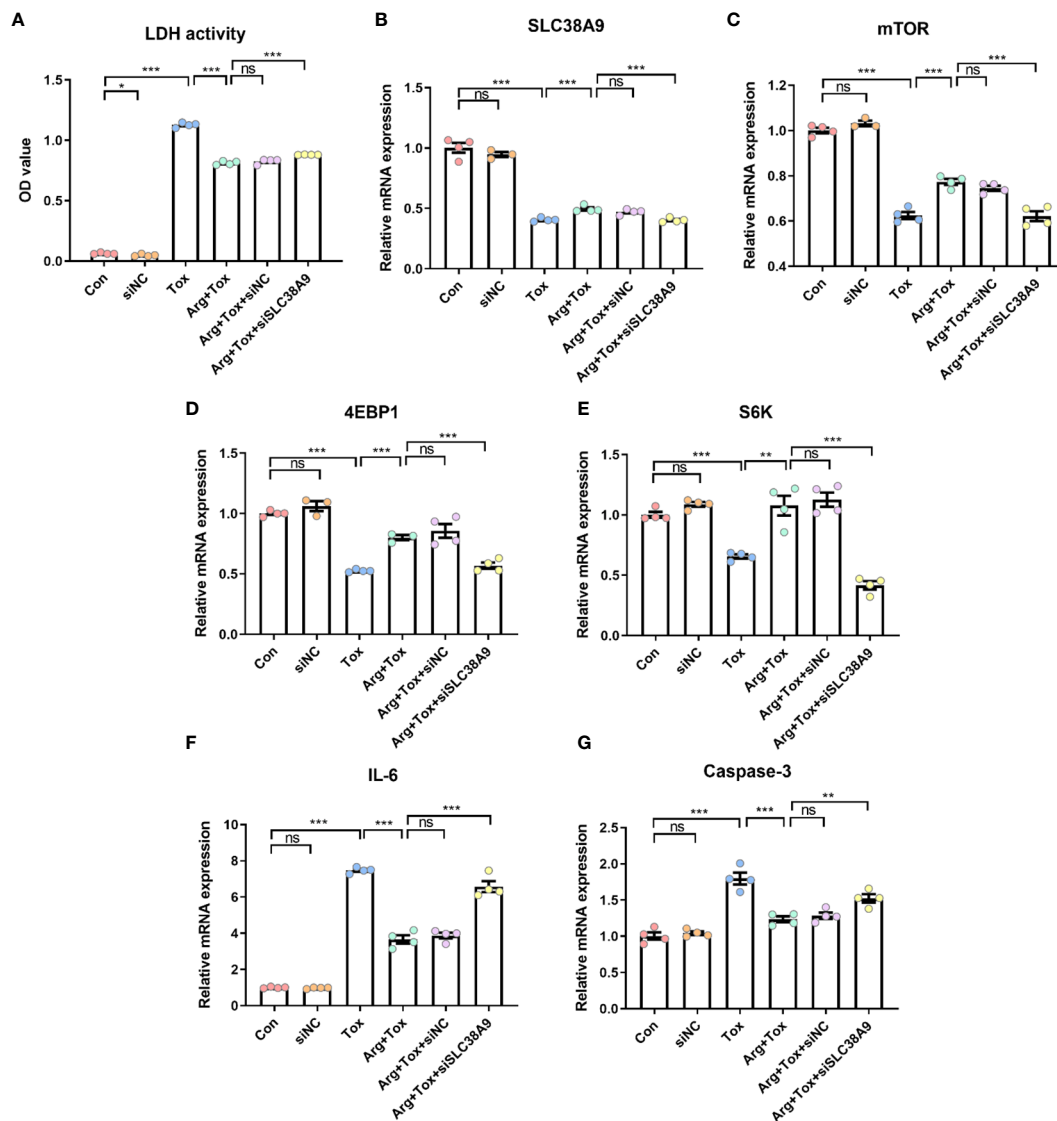 A
LDH activity
OD value
1.5
1.0
0.5
0.0
***
*
***
ns
***
Con
siNC
Tox
Arg+Tox
Arg+Tox+siNC
Arg+Tox+siSLC38A9
B
SLC38A9
Relative mRNA expression
1.5
1.0
0.5
0.0
***
ns
***
ns
***
Con
siNC
Tox
Arg+Tox
Arg+Tox+siNC
Arg+Tox+siSLC38A9
C
mTOR
Relative mRNA expression
1.2
1.0
0.8
0.6
0.4
***
ns
***
ns
***
Con
siNC
Tox
Arg+Tox
Arg+Tox+siNC
Arg+Tox+siSLC38A9
D
4EBP1
Relative mRNA expression
1.5
1.0
0.5
0.0
***
ns
***
ns
***
Con
siNC
Tox
Arg+Tox
Arg+Tox+siNC
Arg+Tox+siSLC38A9
E
S6K
Relative mRNA expression
1.5
1.0
0.5
0.0
***
ns
**
ns
***
Con
siNC
Tox
Arg+Tox
Arg+Tox+siNC
Arg+Tox+siSLC38A9
F
IL-6
Relative mRNA expression
10
8
6
4
2
0
***
ns
***
ns
***
Con
siNC
Tox
Arg+Tox
Arg+Tox+siNC
Arg+Tox+siSLC38A9
G
Caspase-3
Relative mRNA expression
2.5
2.0
1.5
1.0
0.5
0.0
***
ns
***
ns
**
Con
siNC
Tox
Arg+Tox
Arg+Tox+siNC
Arg+Tox+siSLC38A9